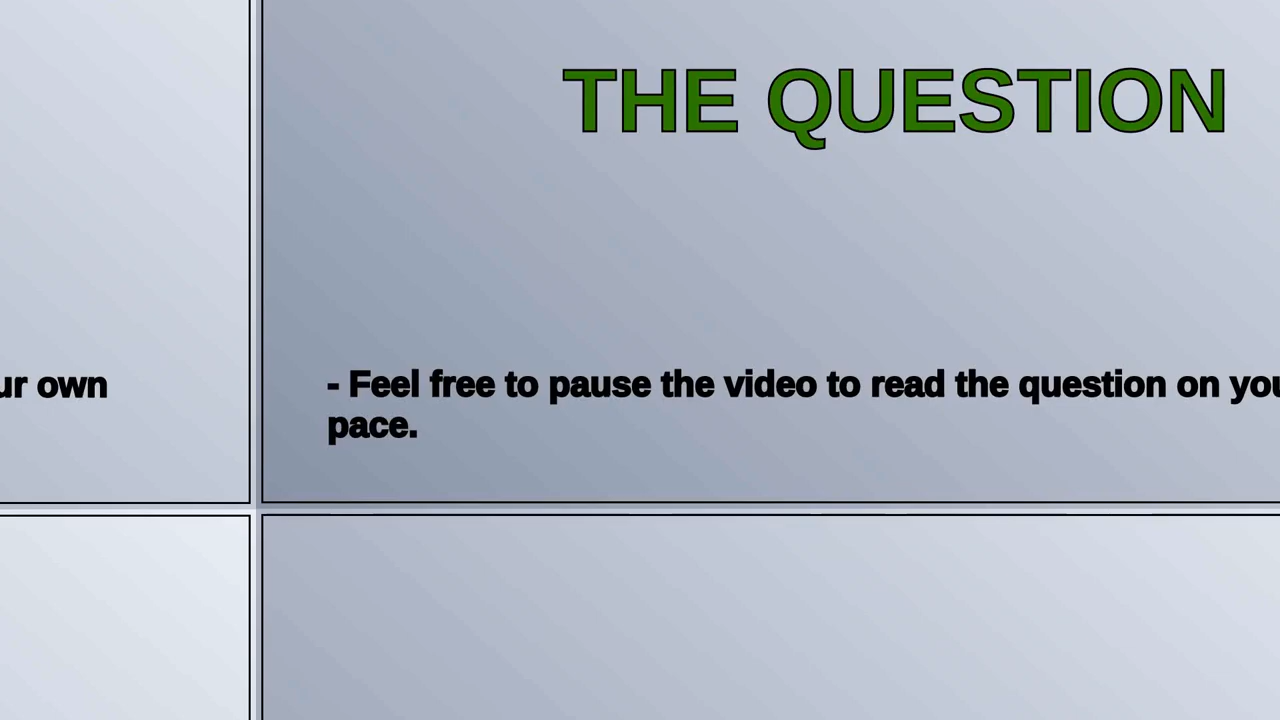 THE QUESTION
ur own
- Feel free to pause the video to read the question on you
pace.